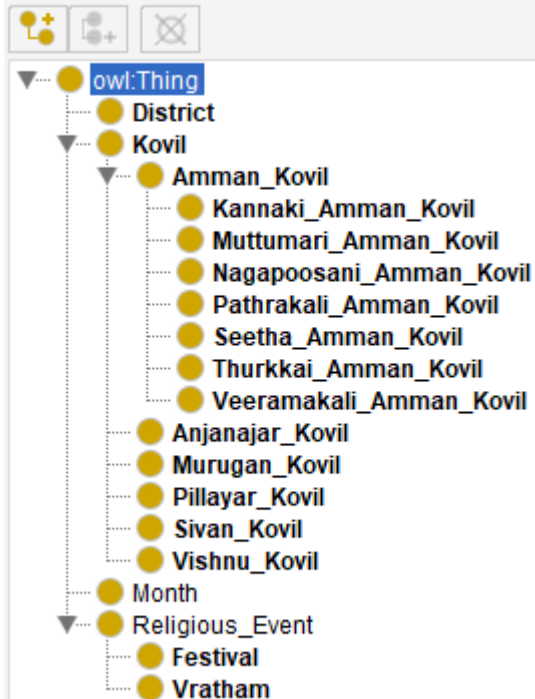 owl:Thing
District
Kovil
Amman_Kovil
Kannaki_Amman_Kovil
Muttumari_Amman_Kovil
Nagapoosani_Amman_Kovil
Pathrakali_Amman_Kovil
Seetha_Amman_Kovil
Thurkkai_Amman_Kovil
Veeramakali_Amman_Kovil
Anjanajar_Kovil
Murugan_Kovil
Pillayar_Kovil
Sivan_Kovil
Vishnu_Kovil
Month
Religious_Event
Festival
Vratham